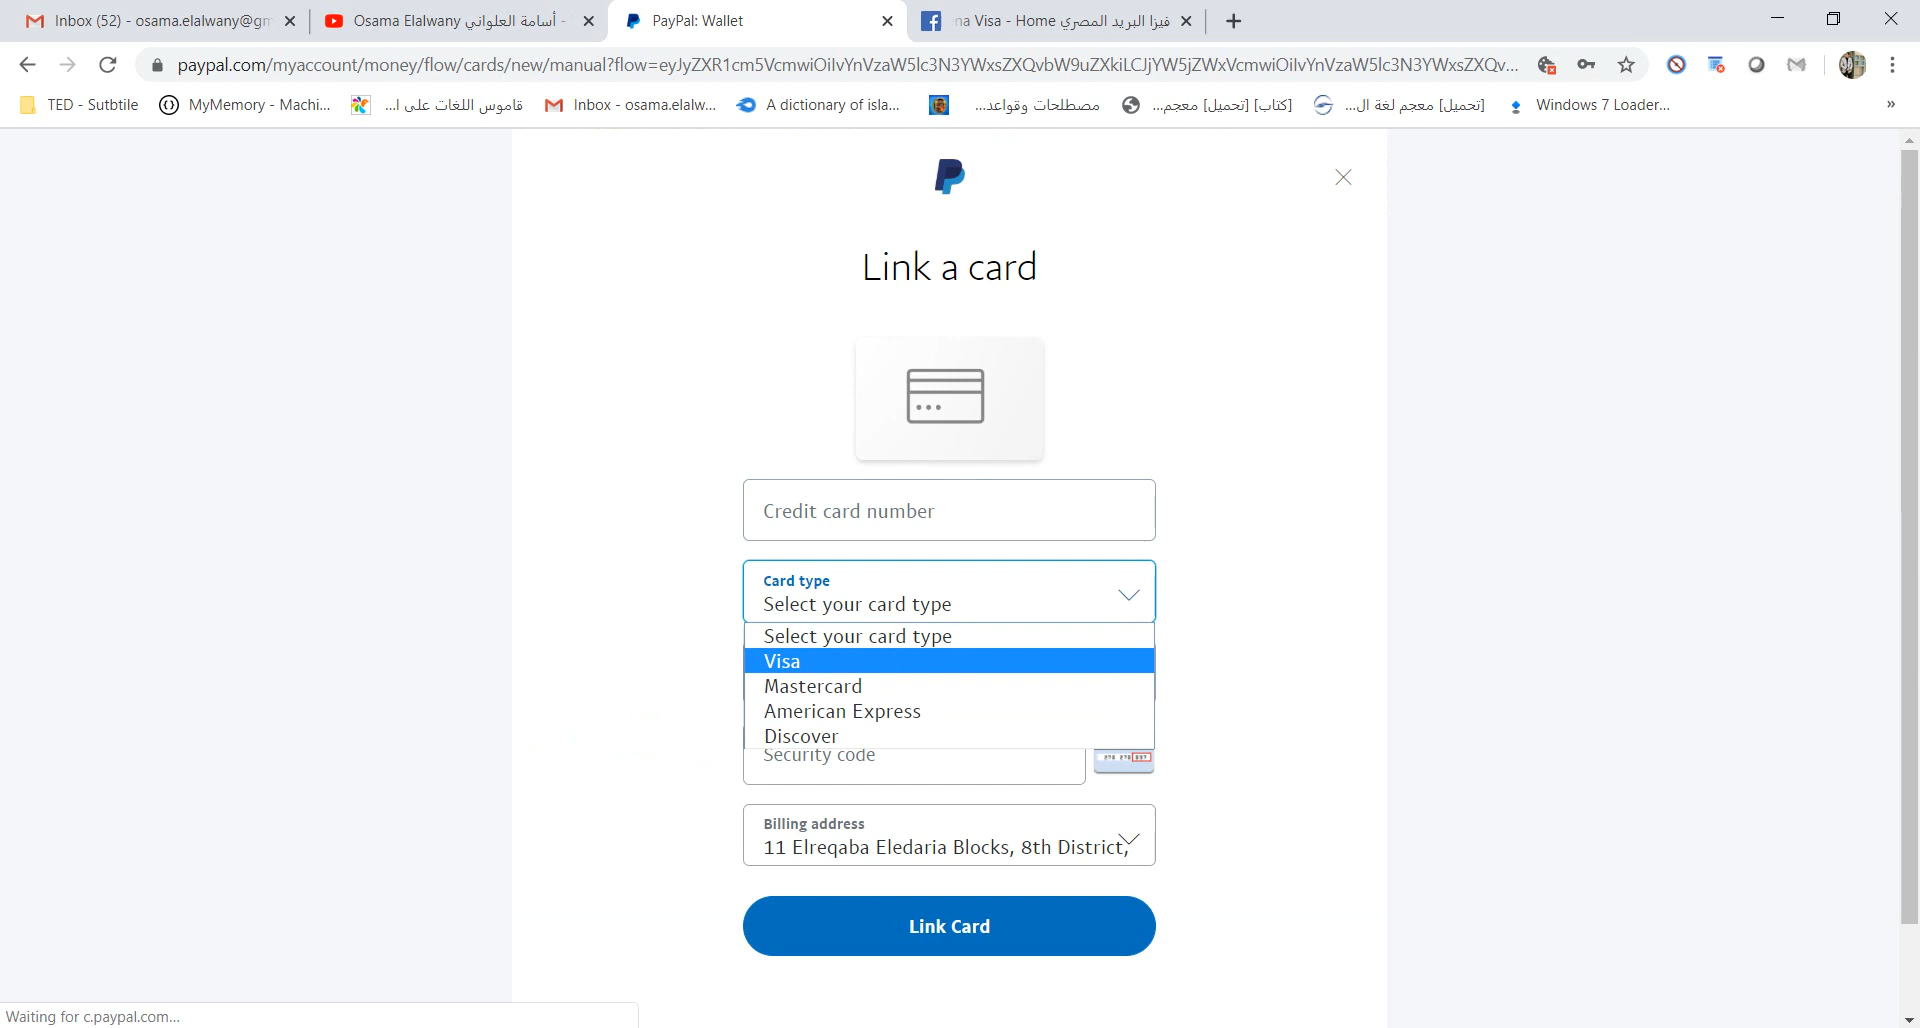 Inbox (52) - osama.elalwany@gm
Osama Elalwany أسامة العلواني -
PayPal: Wallet
na Visa - Home فيزا البريد المصري
paypal.com/myaccount/money/flow/cards/new/manual?flow=eyJyZXR1cm5VcmwiOiIvYnVzaW5lc3N3YWxsZXQvbW9uZXkiLCJjYW5jZWxVcmwiOiIvYnVzaW5lc3N3YWxsZXQv...
TED - Subtbile
MyMemory - Machi...
قاموس اللغات على ا...
Inbox - osama.elalw...
A dictionary of isla...
مصطلحات وقواعد...
[كتاب] [تحميل] معجم...
[تحميل] معجم لغة ال...
Windows 7 Loader...
»
Link a card
Credit card number
Card type
Select your card type
Select your card type
Visa
Mastercard
American Express
Discover
Security code
Billing address
11 Elreqaba Eledaria Blocks, 8th District,
Link Card
Waiting for c.paypal.com...